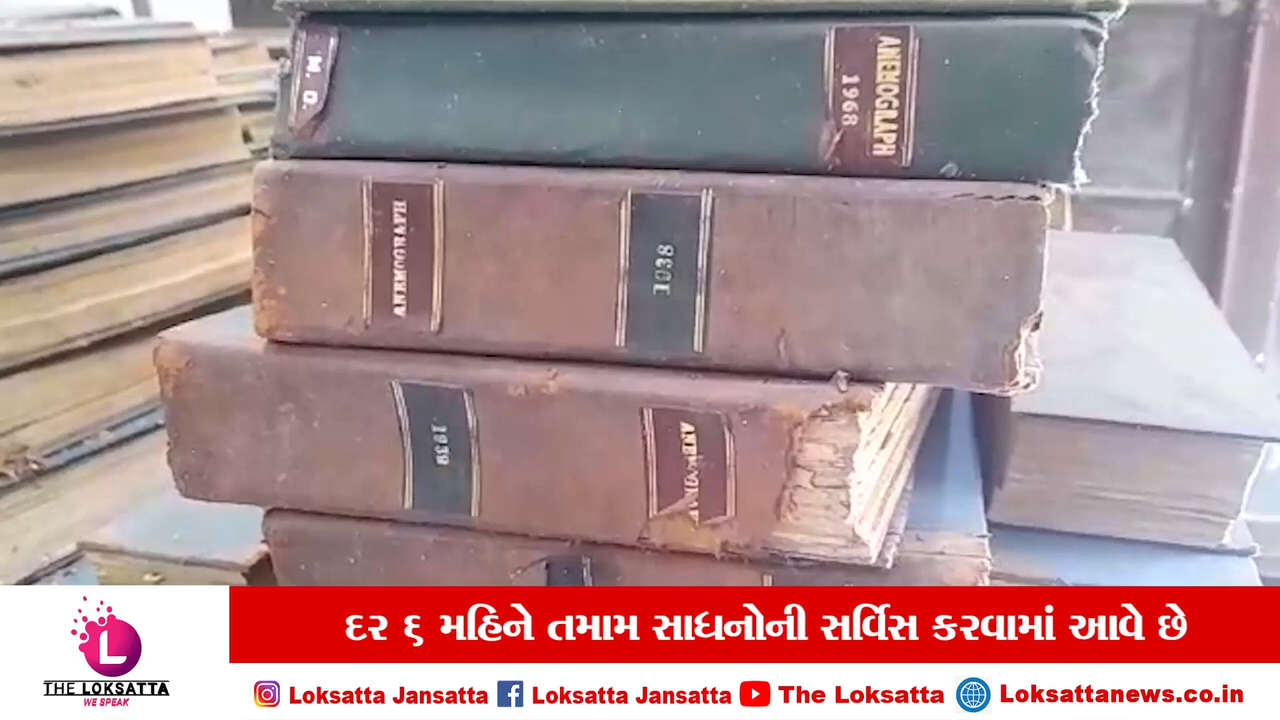 M. O.
ANEMOGRAPH
1968
ANEMOGRAPH
1938
1939
દર ૬ મહિને તમામ સાધનોની સર્વિસ કરવામાં આવે છે
L
THE LOKSATTA
WE SPEAK
Loksatta Jansatta
Loksatta Jansatta
The Loksatta
Loksattanews.co.in